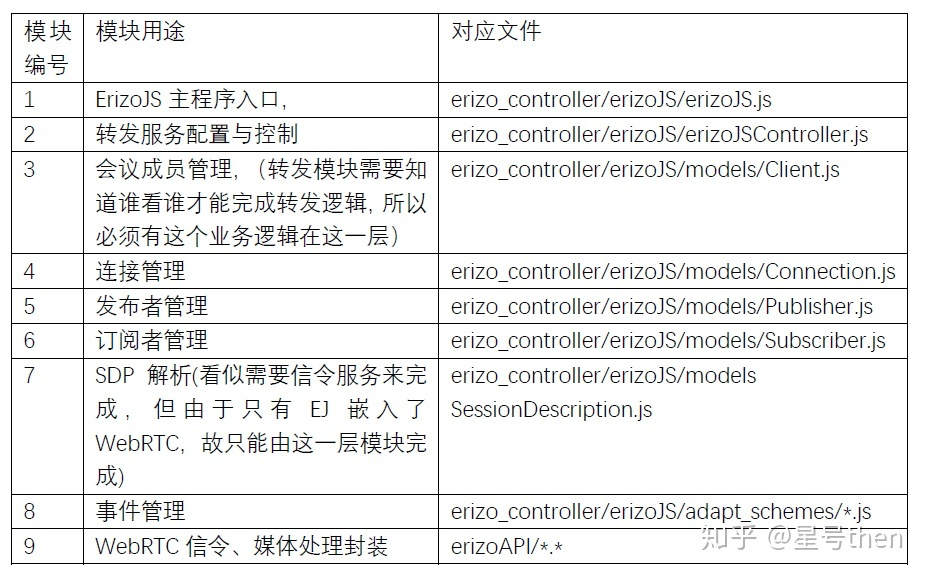 模块 模块用途 对应文件
编号
1 ErizoJS 主程序入口，erizo_controller/erizoJS/erizoJS.js
2 转发服务配置与控制 erizo_controller/erizoJS/erizoJSController.js
3 会议成员管理，（转发模块需要知 erizo_controller/erizoJS/models/Client.js
道谁看谁才能完成转发逻辑，所以
必须有这个业务逻辑在这一层）
4 连接管理 erizo_controller/erizoJS/models/Connection.js
5 发布者管理 erizo_controller/erizoJS/models/Publisher.js
6 订阅者管理 erizo_controller/erizoJS/models/Subscriber.js
7 SDP 解析(看似需要信令服务来完 erizo_controller/erizoJS/models
成，但由于只有 EJ 嵌入了 SessionDescription.js
WebRTC，故只能由这一层模块完
成)
8 事件管理 erizo_controller/erizoJS/adapt_schemes/*.js
9 WebRTC 信令、媒体处理封装 erizoAPI/*.*
知乎 @星号then